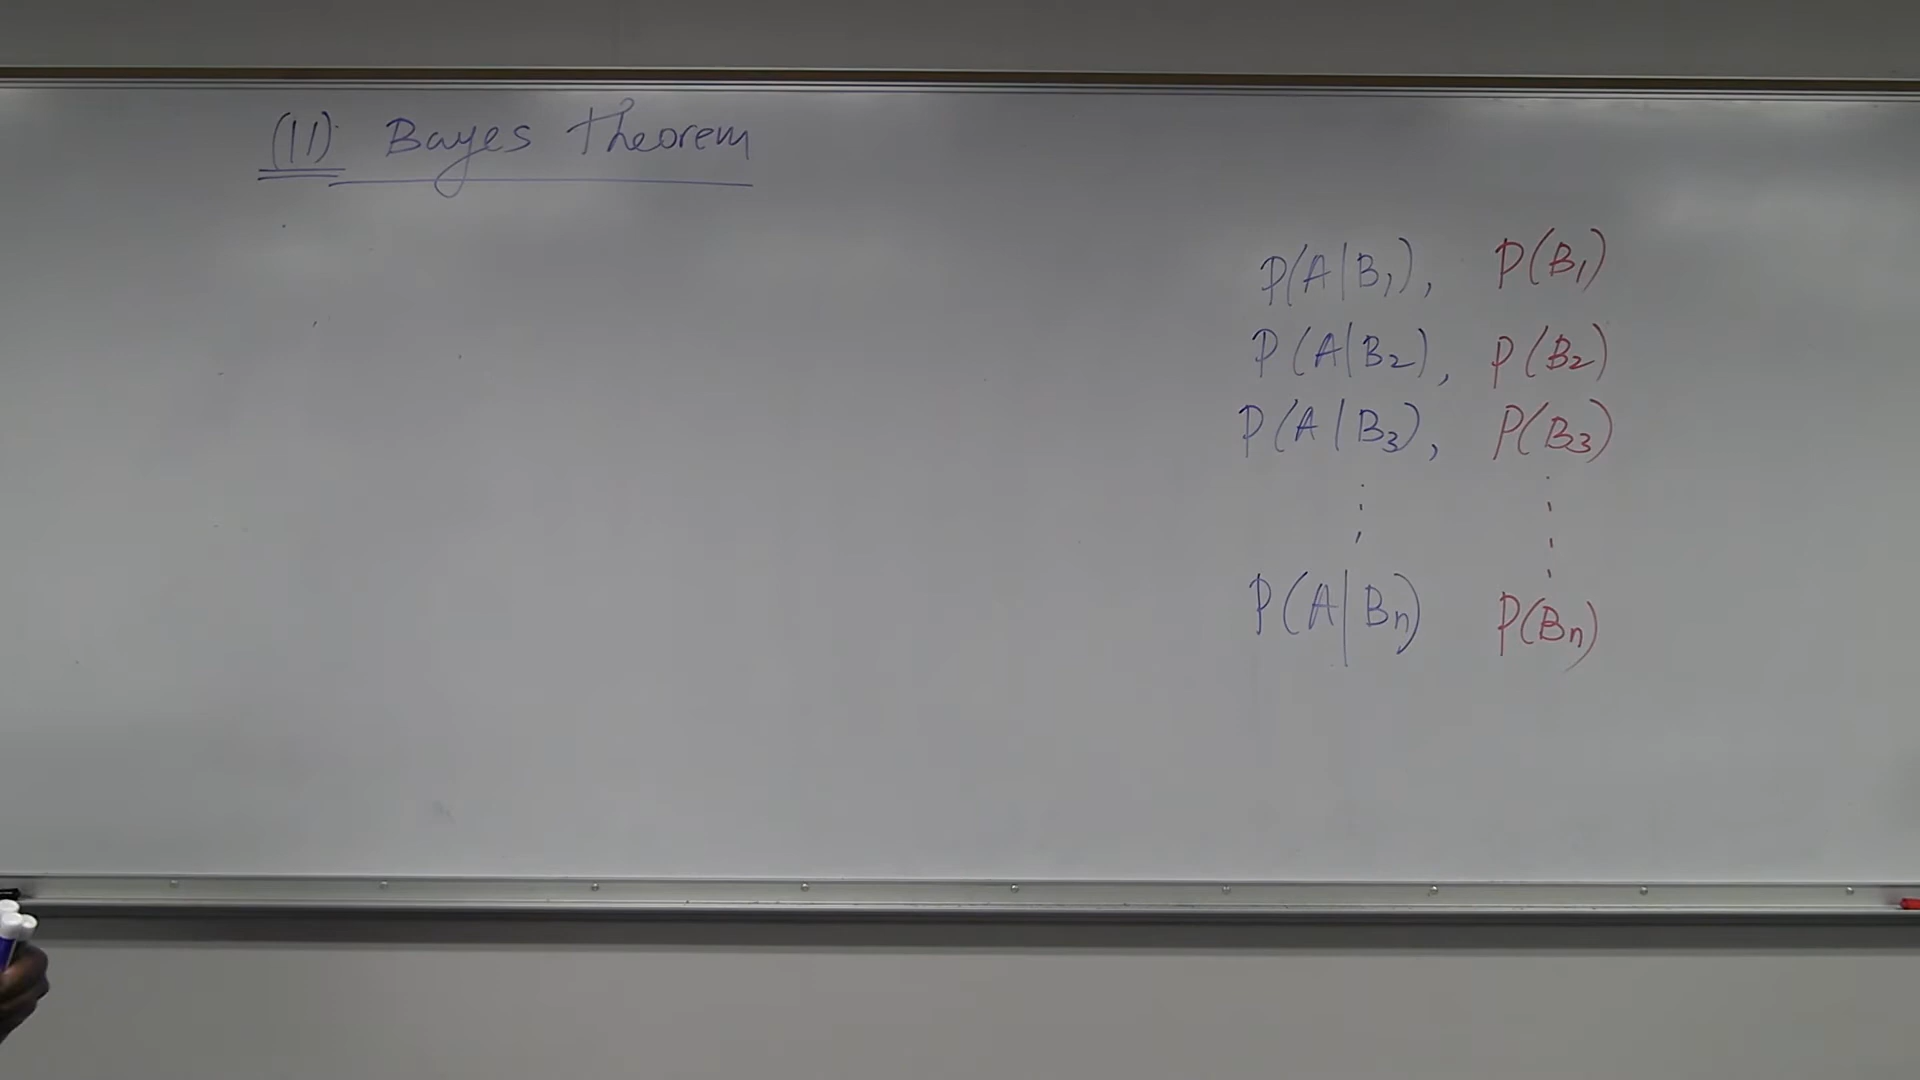 (11). Bayes Theorem
P(A|B₁), P(B₁)
P(A|B₂), P(B₂)
P(A|B₃), P(B₃)
P(A|Bn) P(Bn)